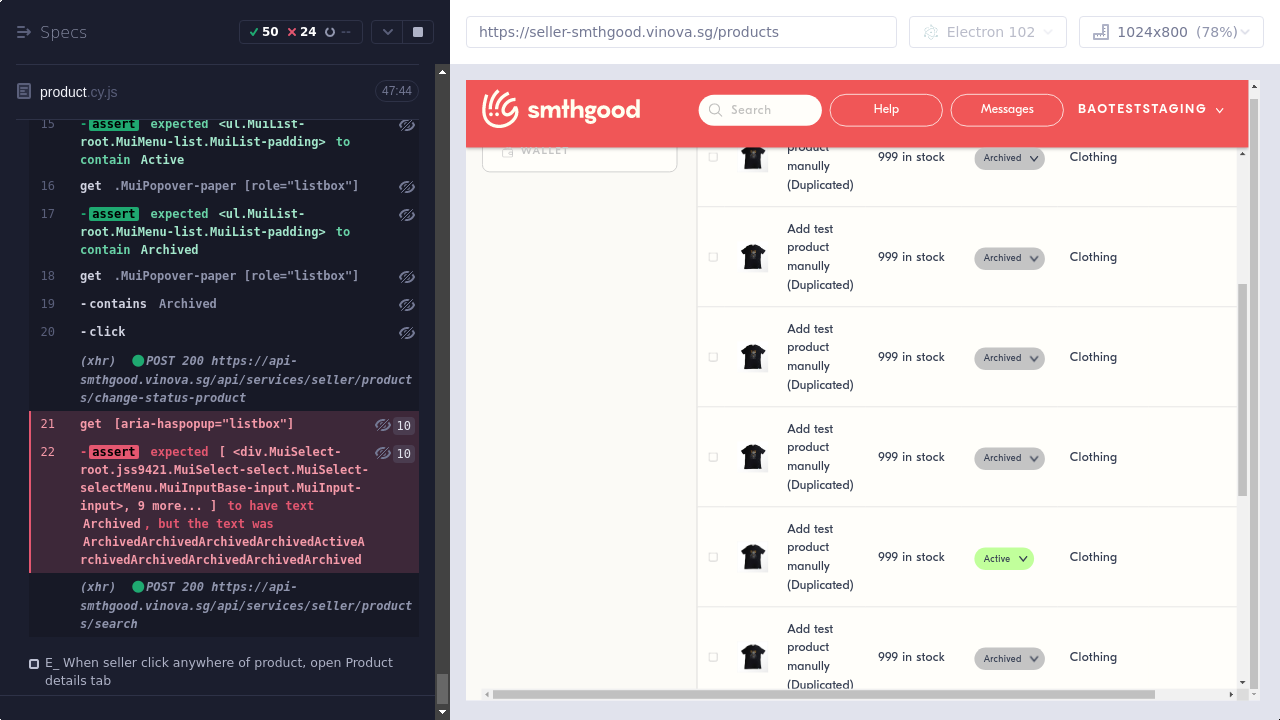 Specs
50 24 --
https://seller-smthgood.vinova.sg/products
Electron 102
1024x800 (78%)
product.cy.js
47:44
15 -assert expected <ul.MuiList-
root.MuiMenu-list.MuiList-padding> to
contain Active
16 get .MuiPopover-paper [role="listbox"]
17 -assert expected <ul.MuiList-
root.MuiMenu-list.MuiList-padding> to
contain Archived
18 get .MuiPopover-paper [role="listbox"]
19 -contains Archived
20 -click
(xhr) POST 200 https://api-
smthgood.vinova.sg/api/services/seller/product
s/change-status-product
21 get [aria-haspopup="listbox"] 10
22 -assert expected [ <div.MuiSelect- 10
root.jss9421.MuiSelect-select.MuiSelect-
selectMenu.MuiInputBase-input.MuiInput-
input>, 9 more... ] to have text
Archived, but the text was
ArchivedArchivedArchivedArchivedActiveA
rchivedArchivedArchivedArchivedArchived
(xhr) POST 200 https://api-
smthgood.vinova.sg/api/services/seller/product
s/search
E_ When seller click anywhere of product, open Product
details tab
smthgood
Search
Help
Messages
BAOTESTSTAGING
WALLET
product
manully
(Duplicated)
999 in stock
Archived
Clothing
Add test
product
manully
(Duplicated)
999 in stock
Archived
Clothing
Add test
product
manully
(Duplicated)
999 in stock
Archived
Clothing
Add test
product
manully
(Duplicated)
999 in stock
Archived
Clothing
Add test
product
manully
(Duplicated)
999 in stock
Active
Clothing
Add test
product
manully
(Duplicated)
999 in stock
Archived
Clothing